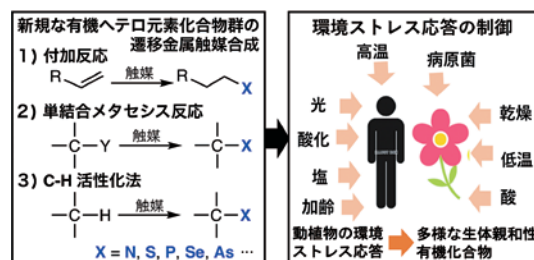 新規な有機ヘテロ元素化合物群の
遷移金属触媒合成
1) 付加反応
R 触媒 R X
2) 単結合メタセシス反応
C Y 触媒 C X
3) C-H 活性化法
C H 触媒 C X
X = N, S, P, Se, As …
環境ストレス応答の制御
高温
病原菌
光
酸化
塩
加齢
乾燥
低温
酸
動植物の環境
ストレス応答
多様な生体親和性
有機化合物